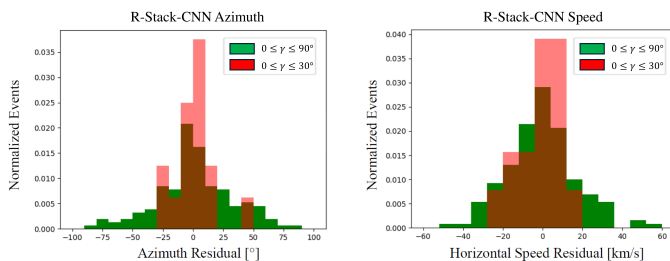 R-Stack-CNN Azimuth
Normalized Events
0.035
0.030
0.025
0.020
0.015
0.010
0.005
0.000
0 ≤ γ ≤ 90°
0 ≤ γ ≤ 30°
-100 -75 -50 -25 0 25 50 75 100
Azimuth Residual [°]
R-Stack-CNN Speed
Normalized Events
0.040
0.035
0.030
0.025
0.020
0.015
0.010
0.005
0.000
0 ≤ γ ≤ 90°
0 ≤ γ ≤ 30°
-60 -40 -20 0 20 40 60
Horizontal Speed Residual [km/s]